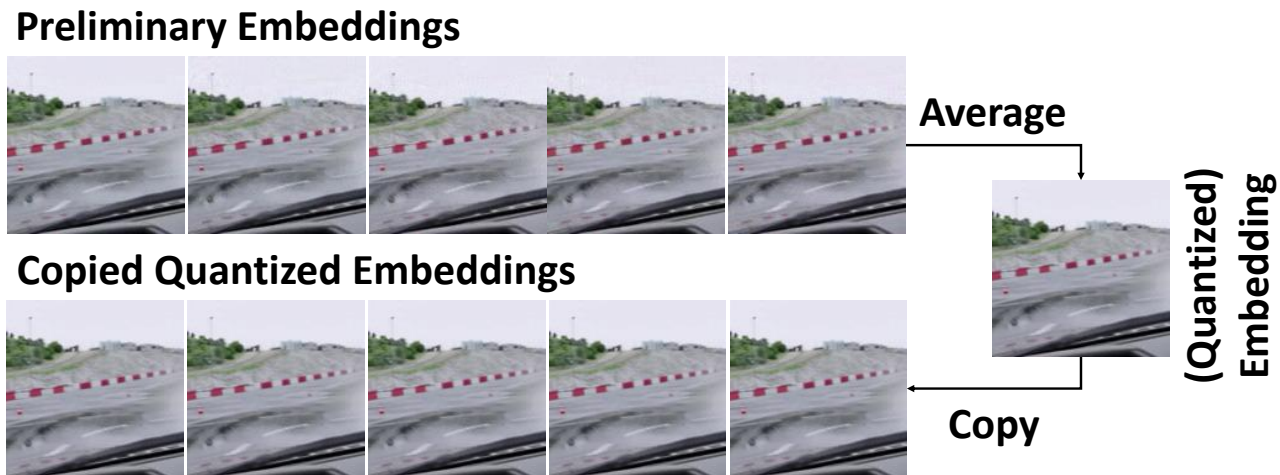 Preliminary Embeddings
Average
(Quantized)
Embedding
Copied Quantized Embeddings
Copy